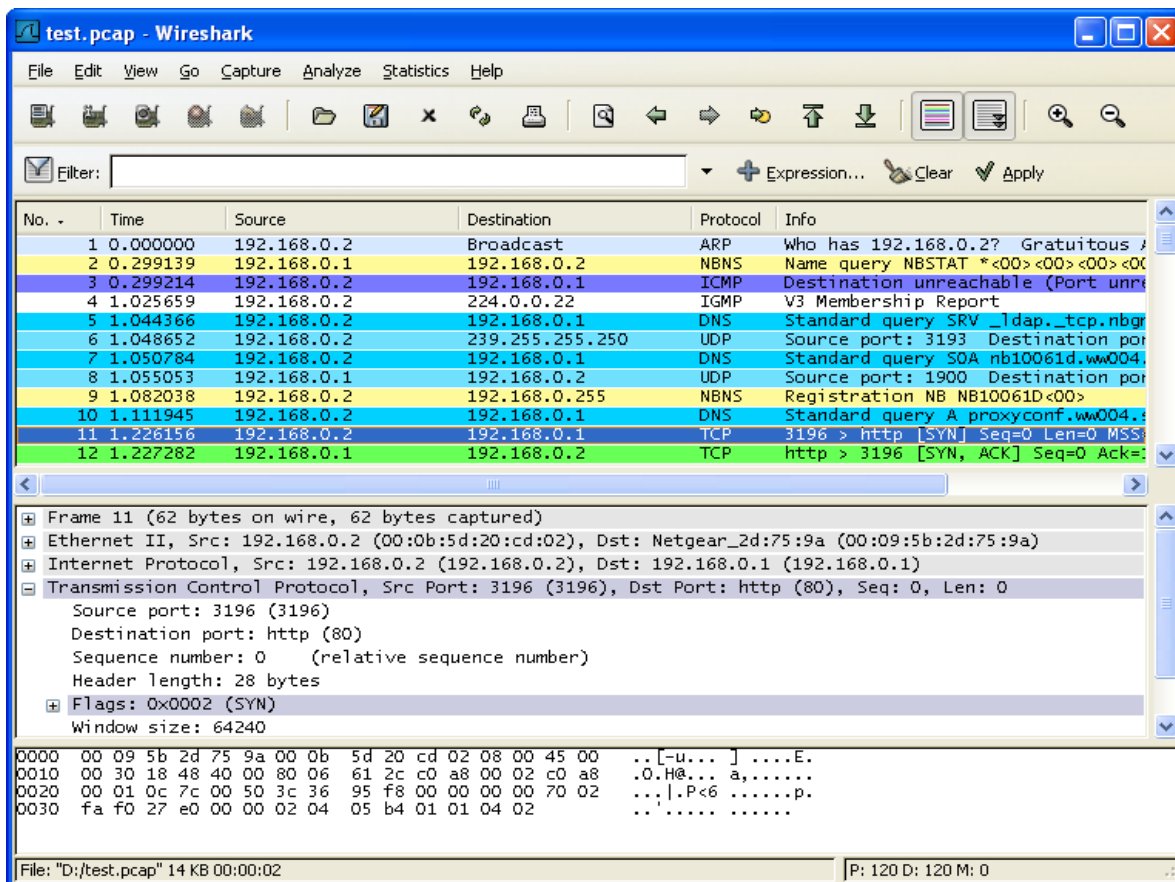 test.pcap - Wireshark
File Edit View Go Capture Analyze Statistics Help
Filter: Expression... Clear Apply
No. Time Source Destination Protocol Info
1 0.000000 192.168.0.2 Broadcast ARP Who has 192.168.0.2? Gratuitous
2 0.299139 192.168.0.1 192.168.0.2 NBNS Name query NBSTAT *<00><00><00><00
3 0.299214 192.168.0.2 192.168.0.1 ICMP Destination unreachable (Port unre
4 1.025659 192.168.0.2 224.0.0.22 IGMP V3 Membership Report
5 1.044366 192.168.0.2 192.168.0.1 DNS Standard query SRV _ldap._tcp.nbgr
6 1.048652 192.168.0.2 239.255.255.250 UDP Source port: 3193 Destination por
7 1.050784 192.168.0.2 192.168.0.1 DNS Standard query SOA nb10061d.ww004.
8 1.055053 192.168.0.1 192.168.0.2 UDP Source port: 1900 Destination por
9 1.082038 192.168.0.2 192.168.0.255 NBNS Registration NB NB10061D<00>
10 1.111945 192.168.0.2 192.168.0.1 DNS Standard query A proxyconf.ww004.s
11 1.226156 192.168.0.2 192.168.0.1 TCP 3196 > http [SYN] Seq=0 Len=0 MSS
12 1.227282 192.168.0.1 192.168.0.2 TCP http > 3196 [SYN, ACK] Seq=0 Ack=
Frame 11 (62 bytes on wire, 62 bytes captured)
Ethernet II, Src: 192.168.0.2 (00:0b:5d:20:cd:02), Dst: Netgear_2d:75:9a (00:09:5b:2d:75:9a)
Internet Protocol, Src: 192.168.0.2 (192.168.0.2), Dst: 192.168.0.1 (192.168.0.1)
Transmission Control Protocol, Src Port: 3196 (3196), Dst Port: http (80), Seq: 0, Len: 0
Source port: 3196 (3196)
Destination port: http (80)
Sequence number: 0 (relative sequence number)
Header length: 28 bytes
Flags: 0x0002 (SYN)
Window size: 64240
0000 00 09 5b 2d 75 9a 00 0b 5d 20 cd 02 08 00 45 00 ..[-u... ] ....E.
0010 00 30 18 48 40 00 80 06 61 2c c0 a8 00 02 c0 a8 .0.H@... a,......
0020 00 01 0c 7c 00 50 3c 36 95 f8 00 00 00 00 70 02 ...|.P<6 ......p.
0030 fa f0 27 e0 00 00 02 04 05 b4 01 01 04 02 ..'..... ......
File: "D:/test.pcap" 14 KB 00:00:02 P: 120 D: 120 M: 0